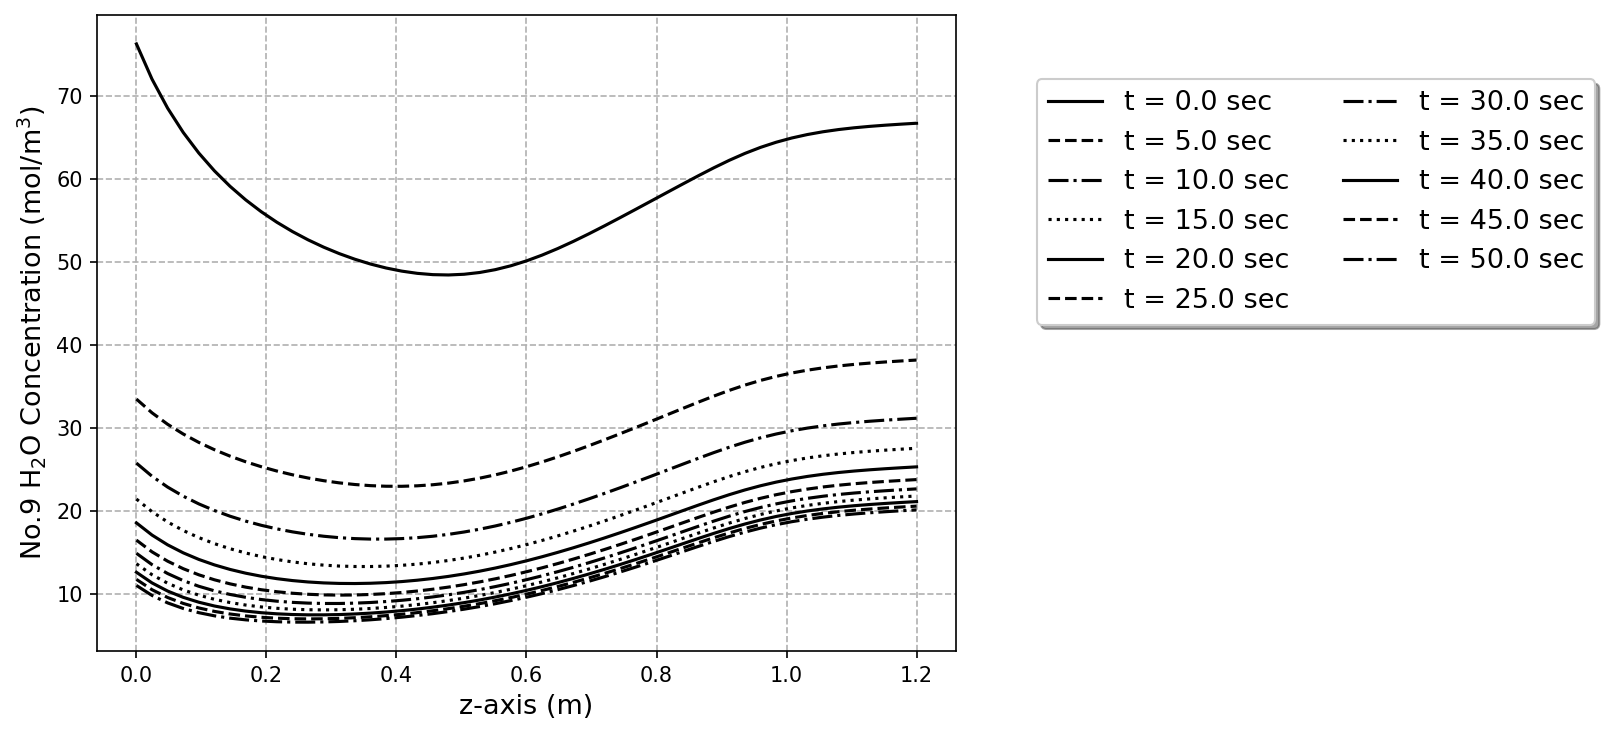 No.9 H₂O Concentration (mol/m³)
70
60
50
40
30
20
10
0.0 0.2 0.4 0.6 0.8 1.0 1.2
z-axis (m)
t = 0.0 sec
t = 5.0 sec
t = 10.0 sec
t = 15.0 sec
t = 20.0 sec
t = 25.0 sec
t = 30.0 sec
t = 35.0 sec
t = 40.0 sec
t = 45.0 sec
t = 50.0 sec